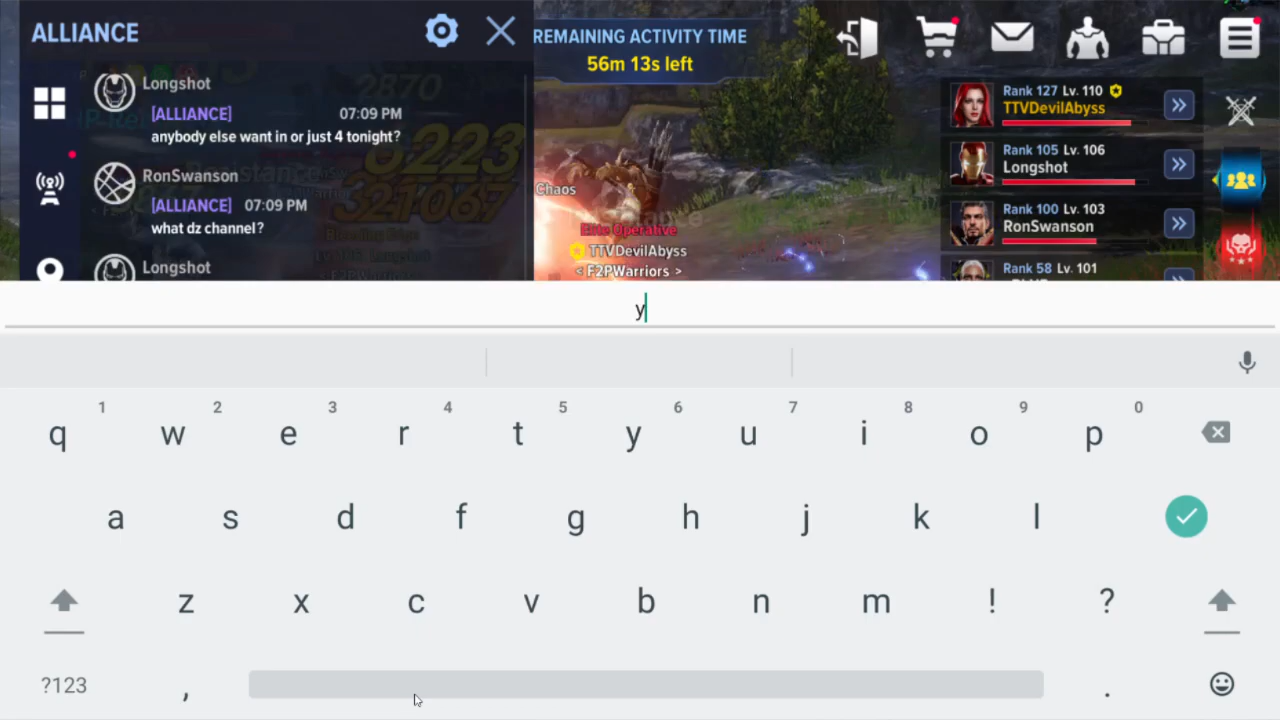 ALLIANCE
Longshot
[ALLIANCE] 07:09 PM
anybody else want in or just 4 tonight?
RonSwanson
[ALLIANCE] 07:09 PM
what dz channel?
Longshot
2870
8223
321067
REMAINING ACTIVITY TIME
56m 13s left
Chaos
Elite Operative
TTVDevilAbyss
< F2PWarriors >
Rank 127 Lv. 110
TTVDevilAbyss
Rank 105 Lv. 106
Longshot
Rank 100 Lv. 103
RonSwanson
Rank 58 Lv. 101
y
1 2 3 4 5 6 7 8 9 0
q w e r t y u i o p
a s d f g h j k l
z x c v b n m ! ?
?123 , .